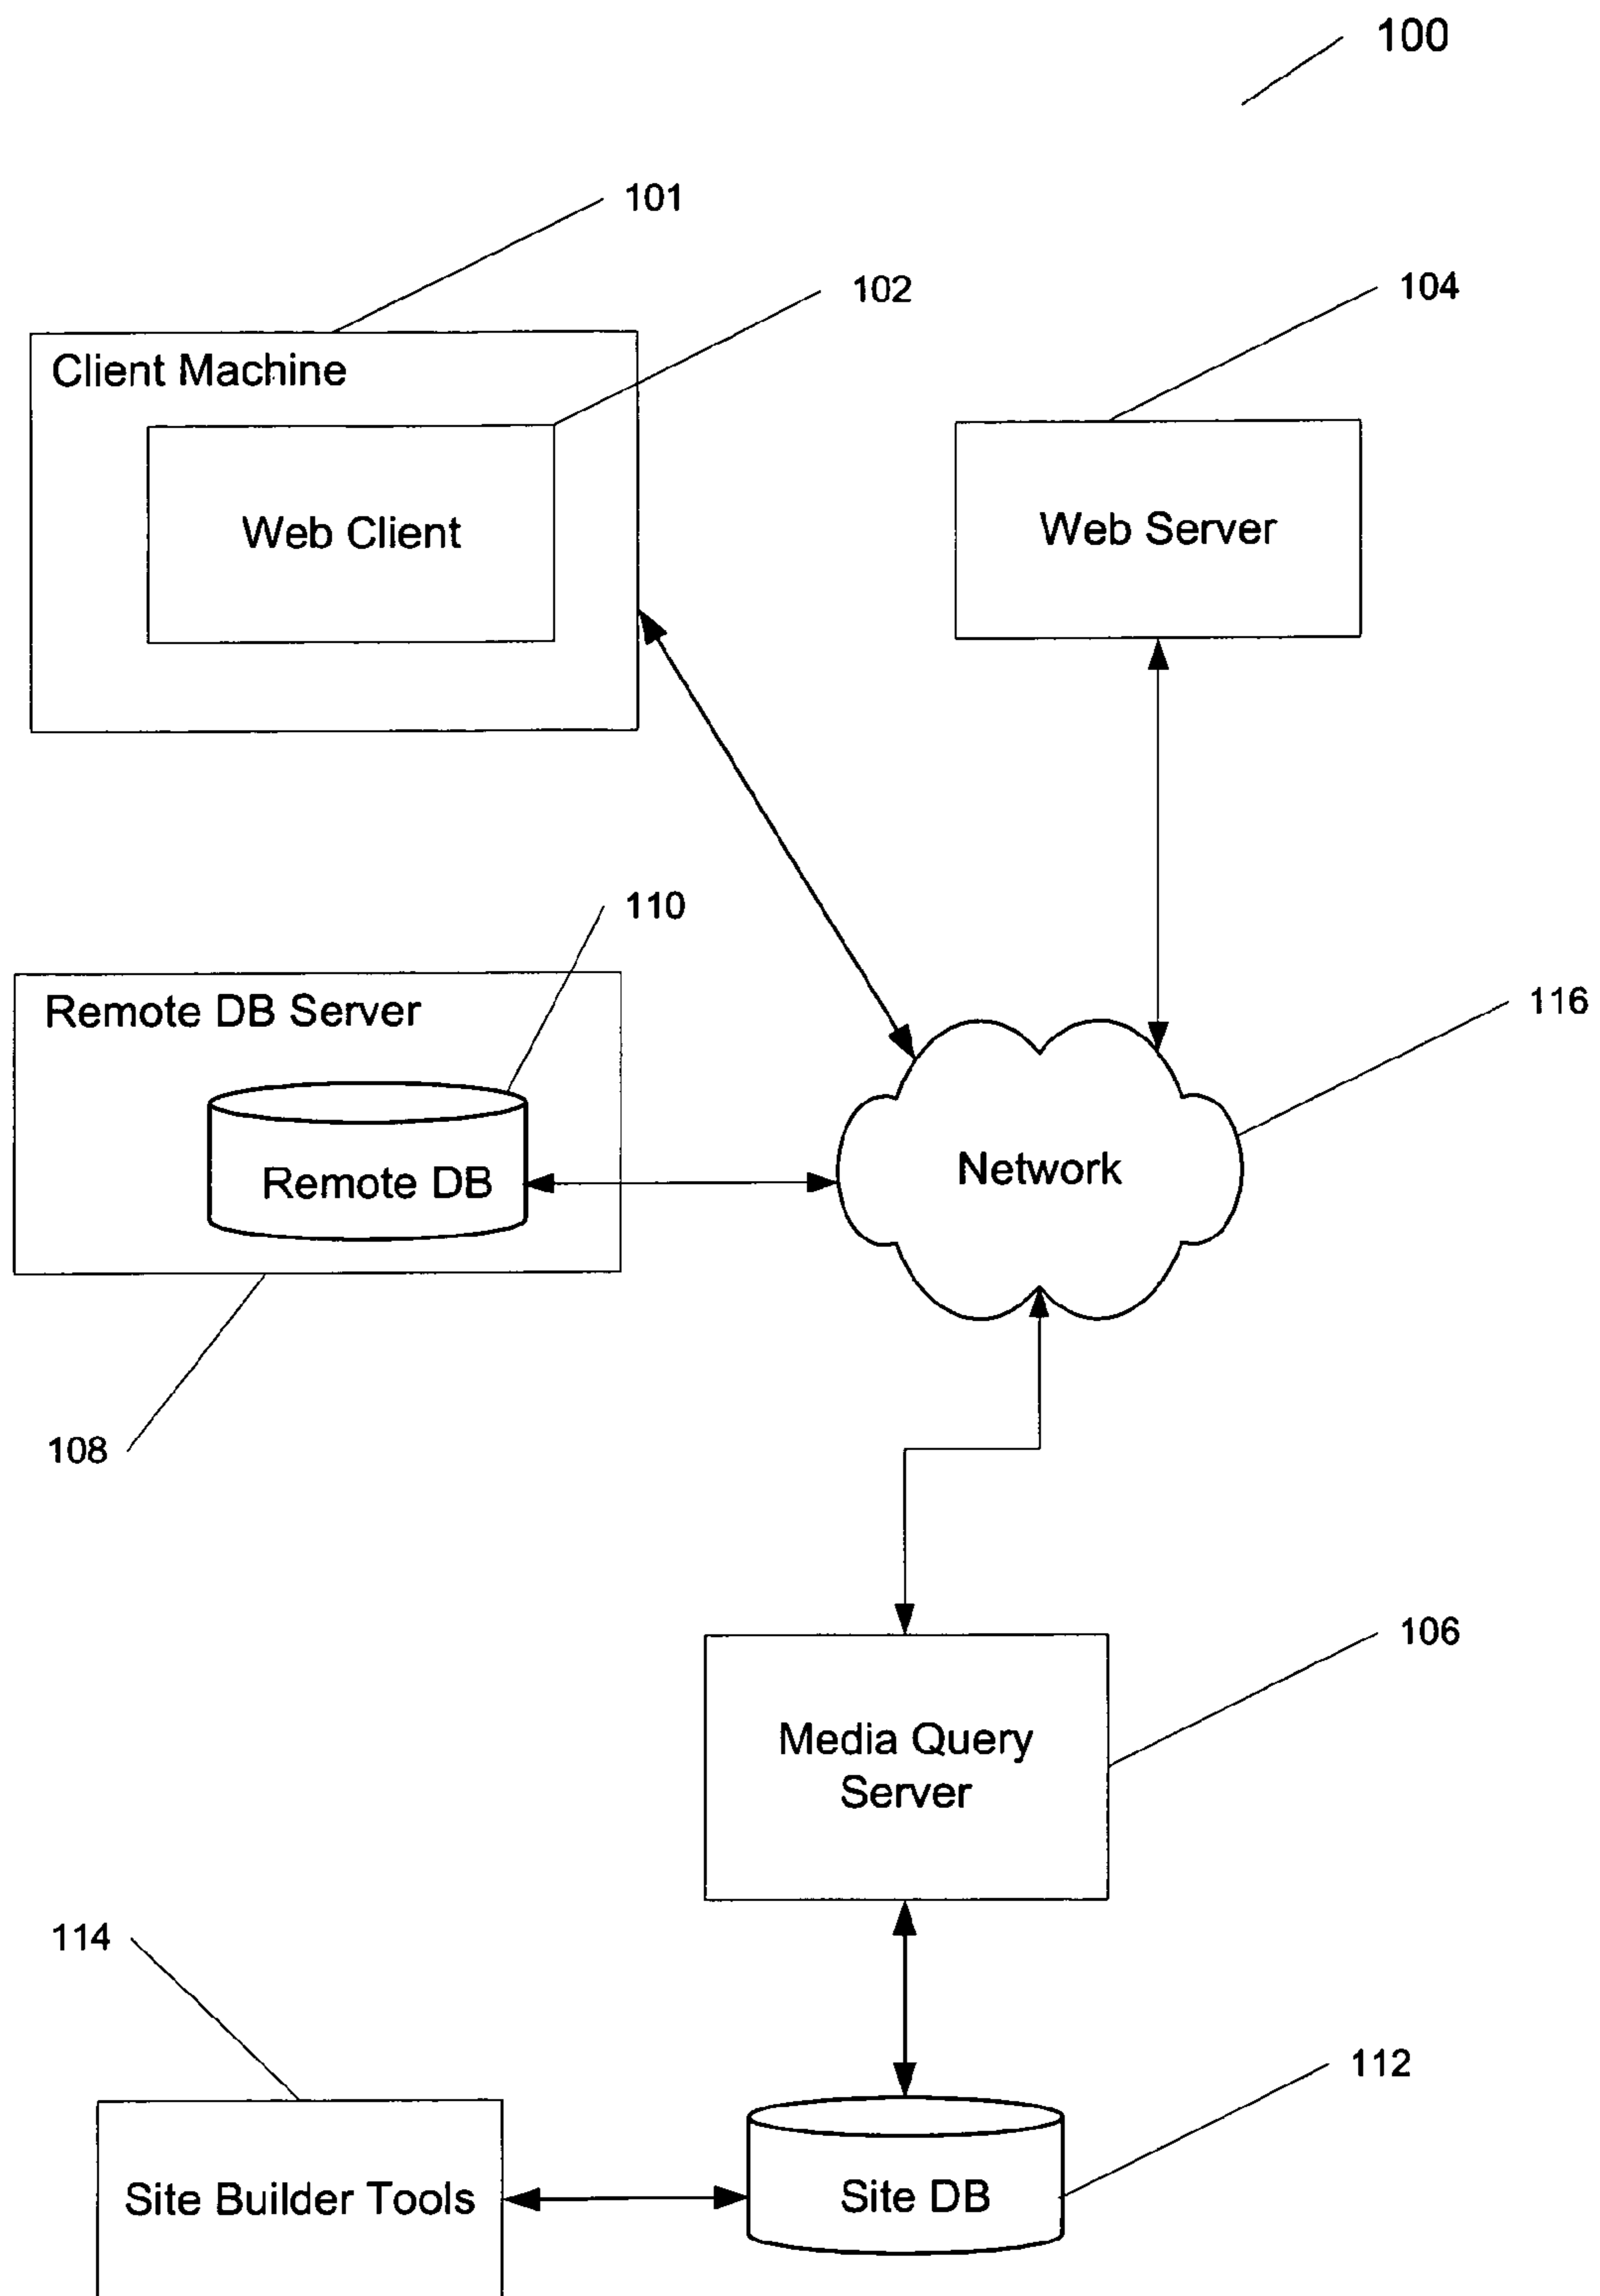 100
101
102
104
Client Machine
Web Client
Web Server
110
Remote DB Server
116
Remote DB
Network
108
106
Media Query
Server
114
112
Site Builder Tools
Site DB